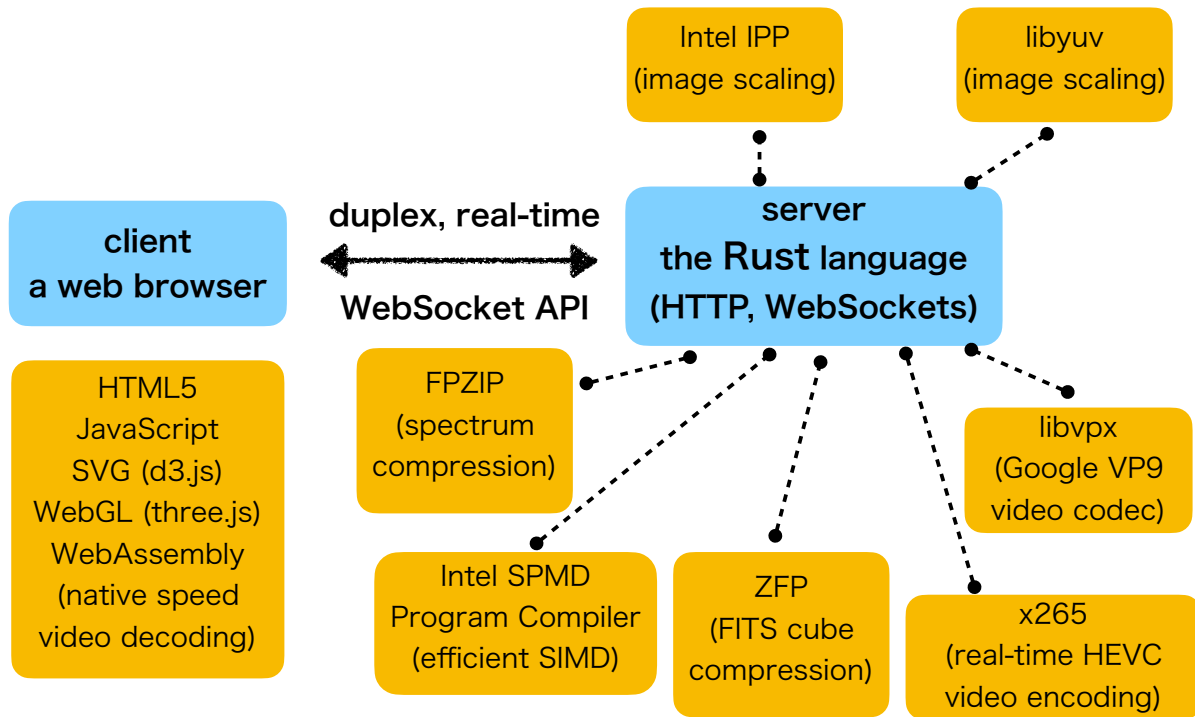 Intel IPP
(image scaling)
libyuv
(image scaling)
client
a web browser
duplex, real-time
WebSocket API
server
the Rust language
(HTTP, WebSockets)
HTML5
JavaScript
SVG (d3.js)
WebGL (three.js)
WebAssembly
(native speed
video decoding)
FPZIP
(spectrum
compression)
libvpx
(Google VP9
video codec)
Intel SPMD
Program Compiler
(efficient SIMD)
ZFP
(FITS cube
compression)
x265
(real-time HEVC
video encoding)